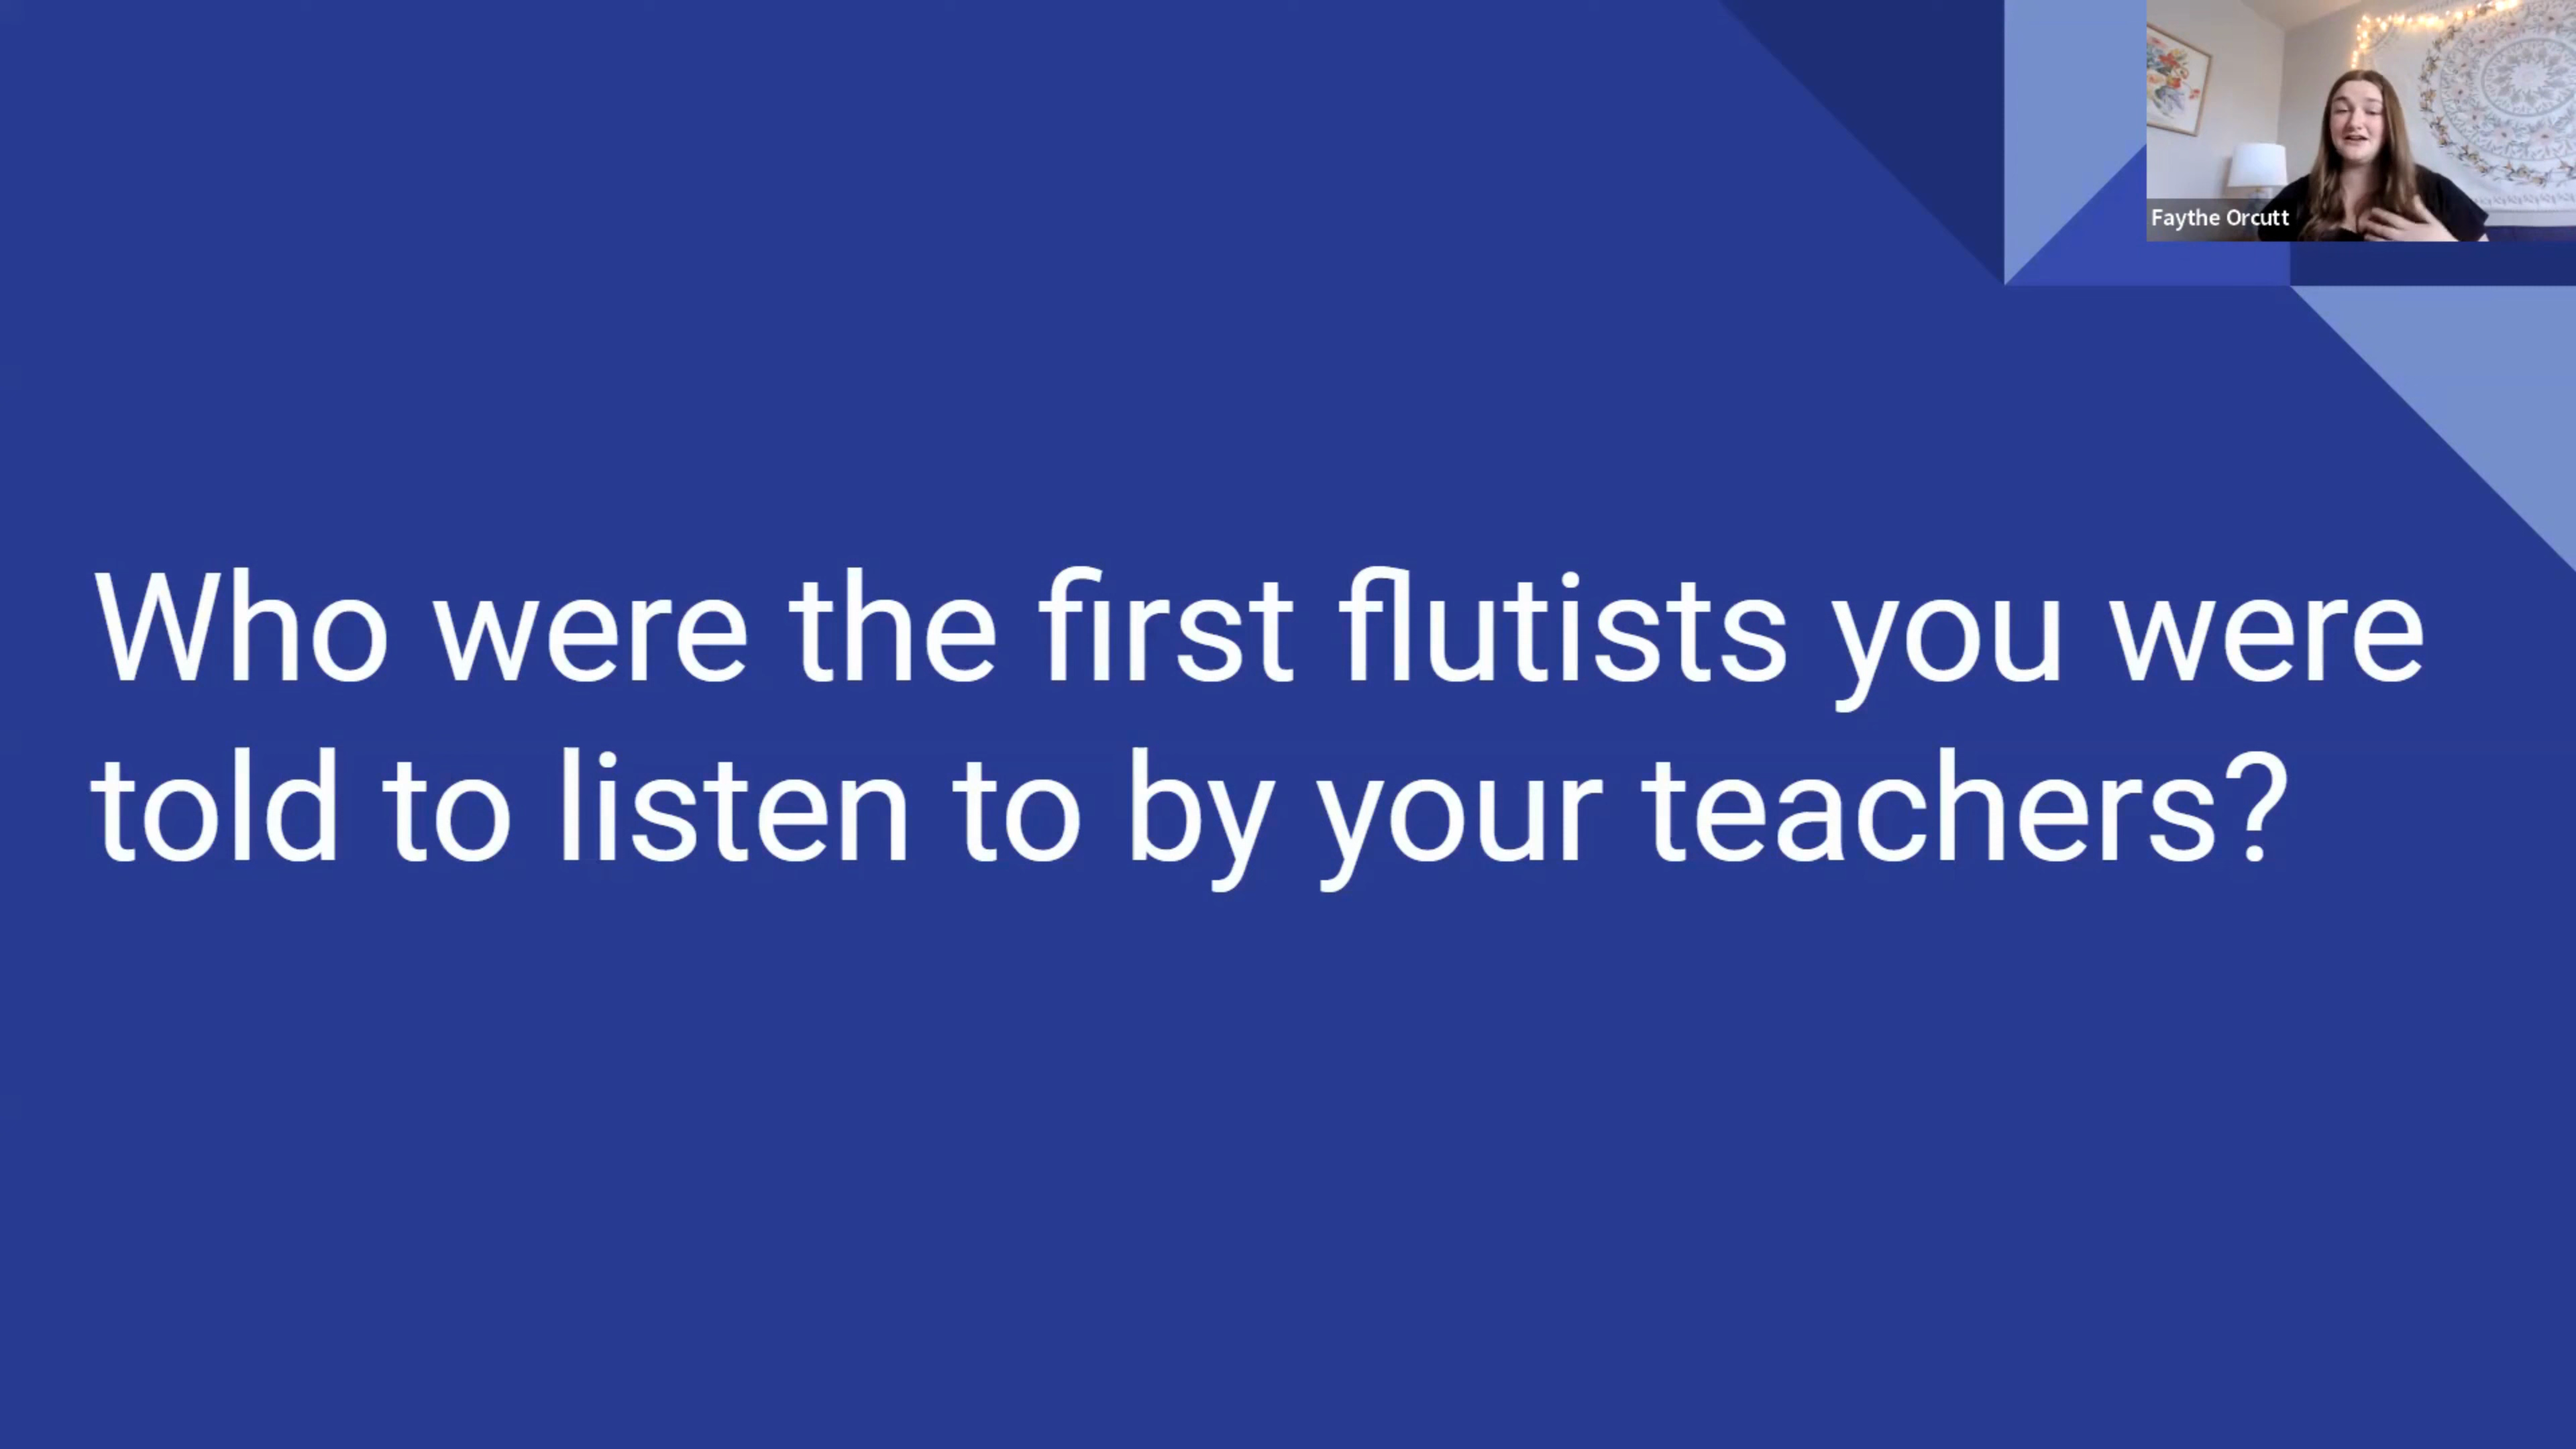 Faythe Orcutt
Who were the first flutists you were
told to listen to by your teachers?